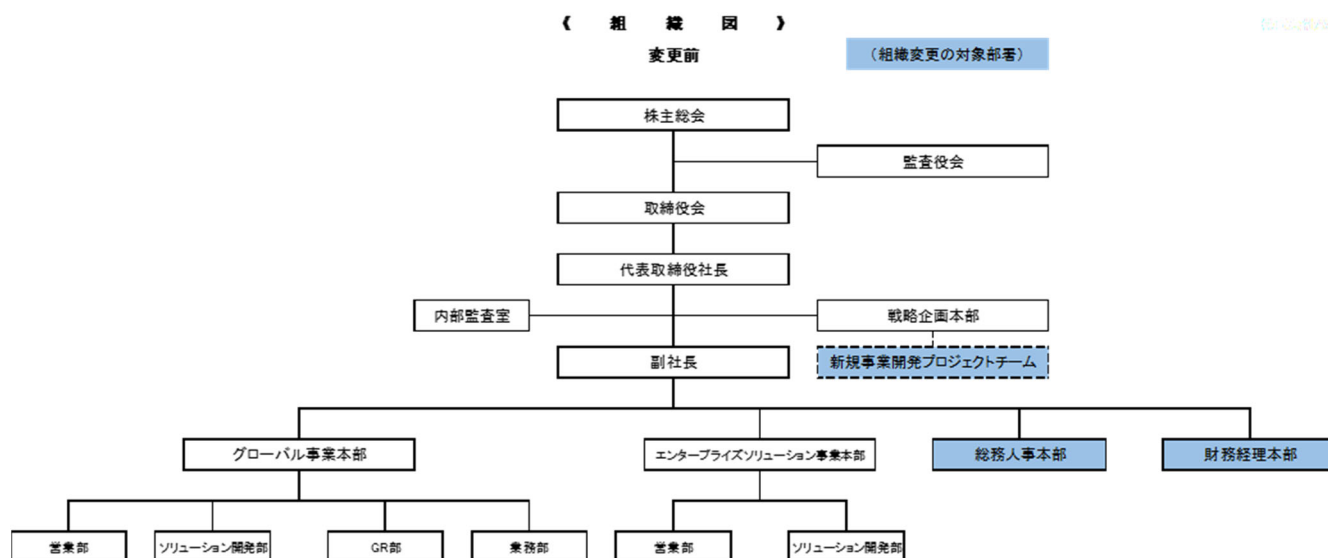 《 組 織 図 》
変更前
（組織変更の対象部署）
株主総会
監査役会
取締役会
代表取締役社長
内部監査室
戦略企画本部
副社長
新規事業開発プロジェクトチーム
グローバル事業本部
エンタープライズソリューション事業本部
総務人事本部
財務経理本部
営業部
ソリューション開発部
GR部
業務部
営業部
ソリューション開発部